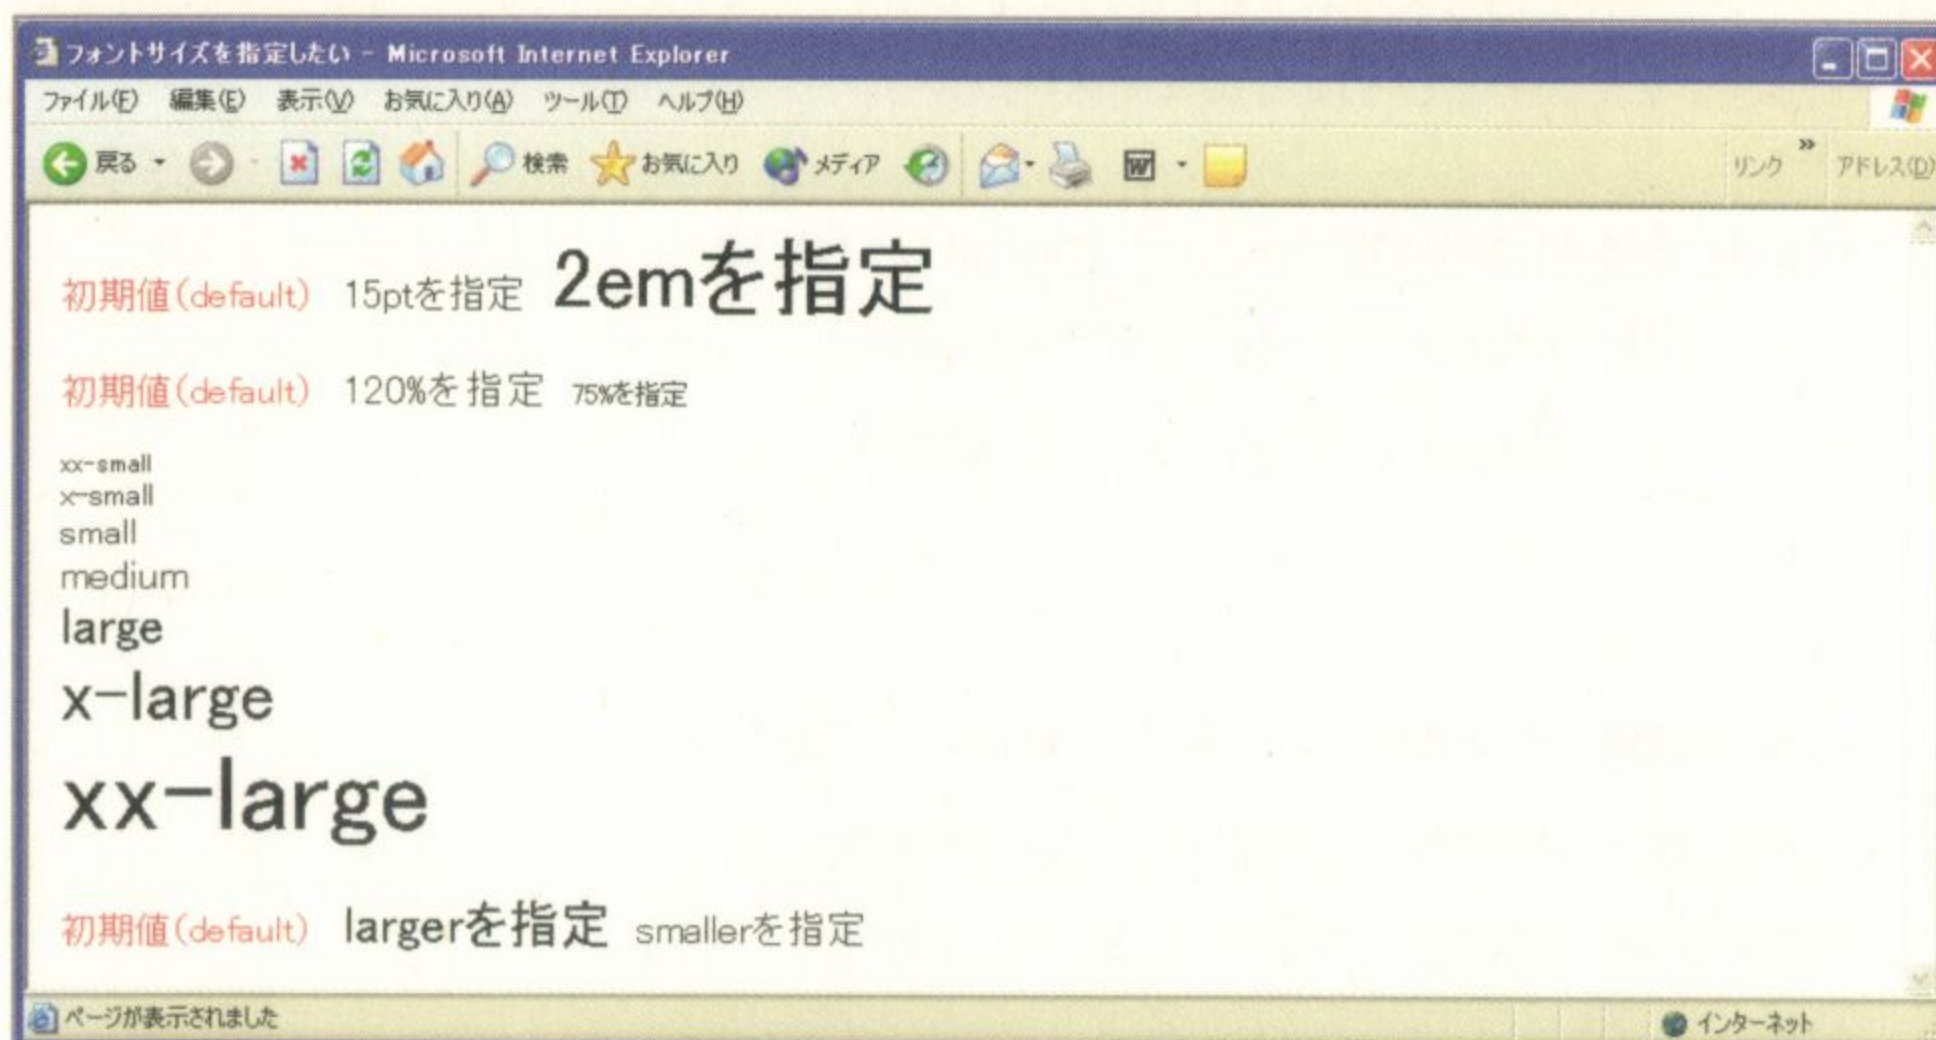 フォントサイズを指定したい - Microsoft Internet Explorer
ファイル(F) 編集(E) 表示(V) お気に入り(A) ツール(T) ヘルプ(H)
戻る 検索 お気に入り メディア リンク » アドレス(D)
初期値(default) 15ptを指定 2emを指定
初期値(default) 120%を指定 75%を指定
xx-small
x-small
small
medium
large
x-large
xx-large
初期値(default) largerを指定 smallerを指定
ページが表示されました インターネット